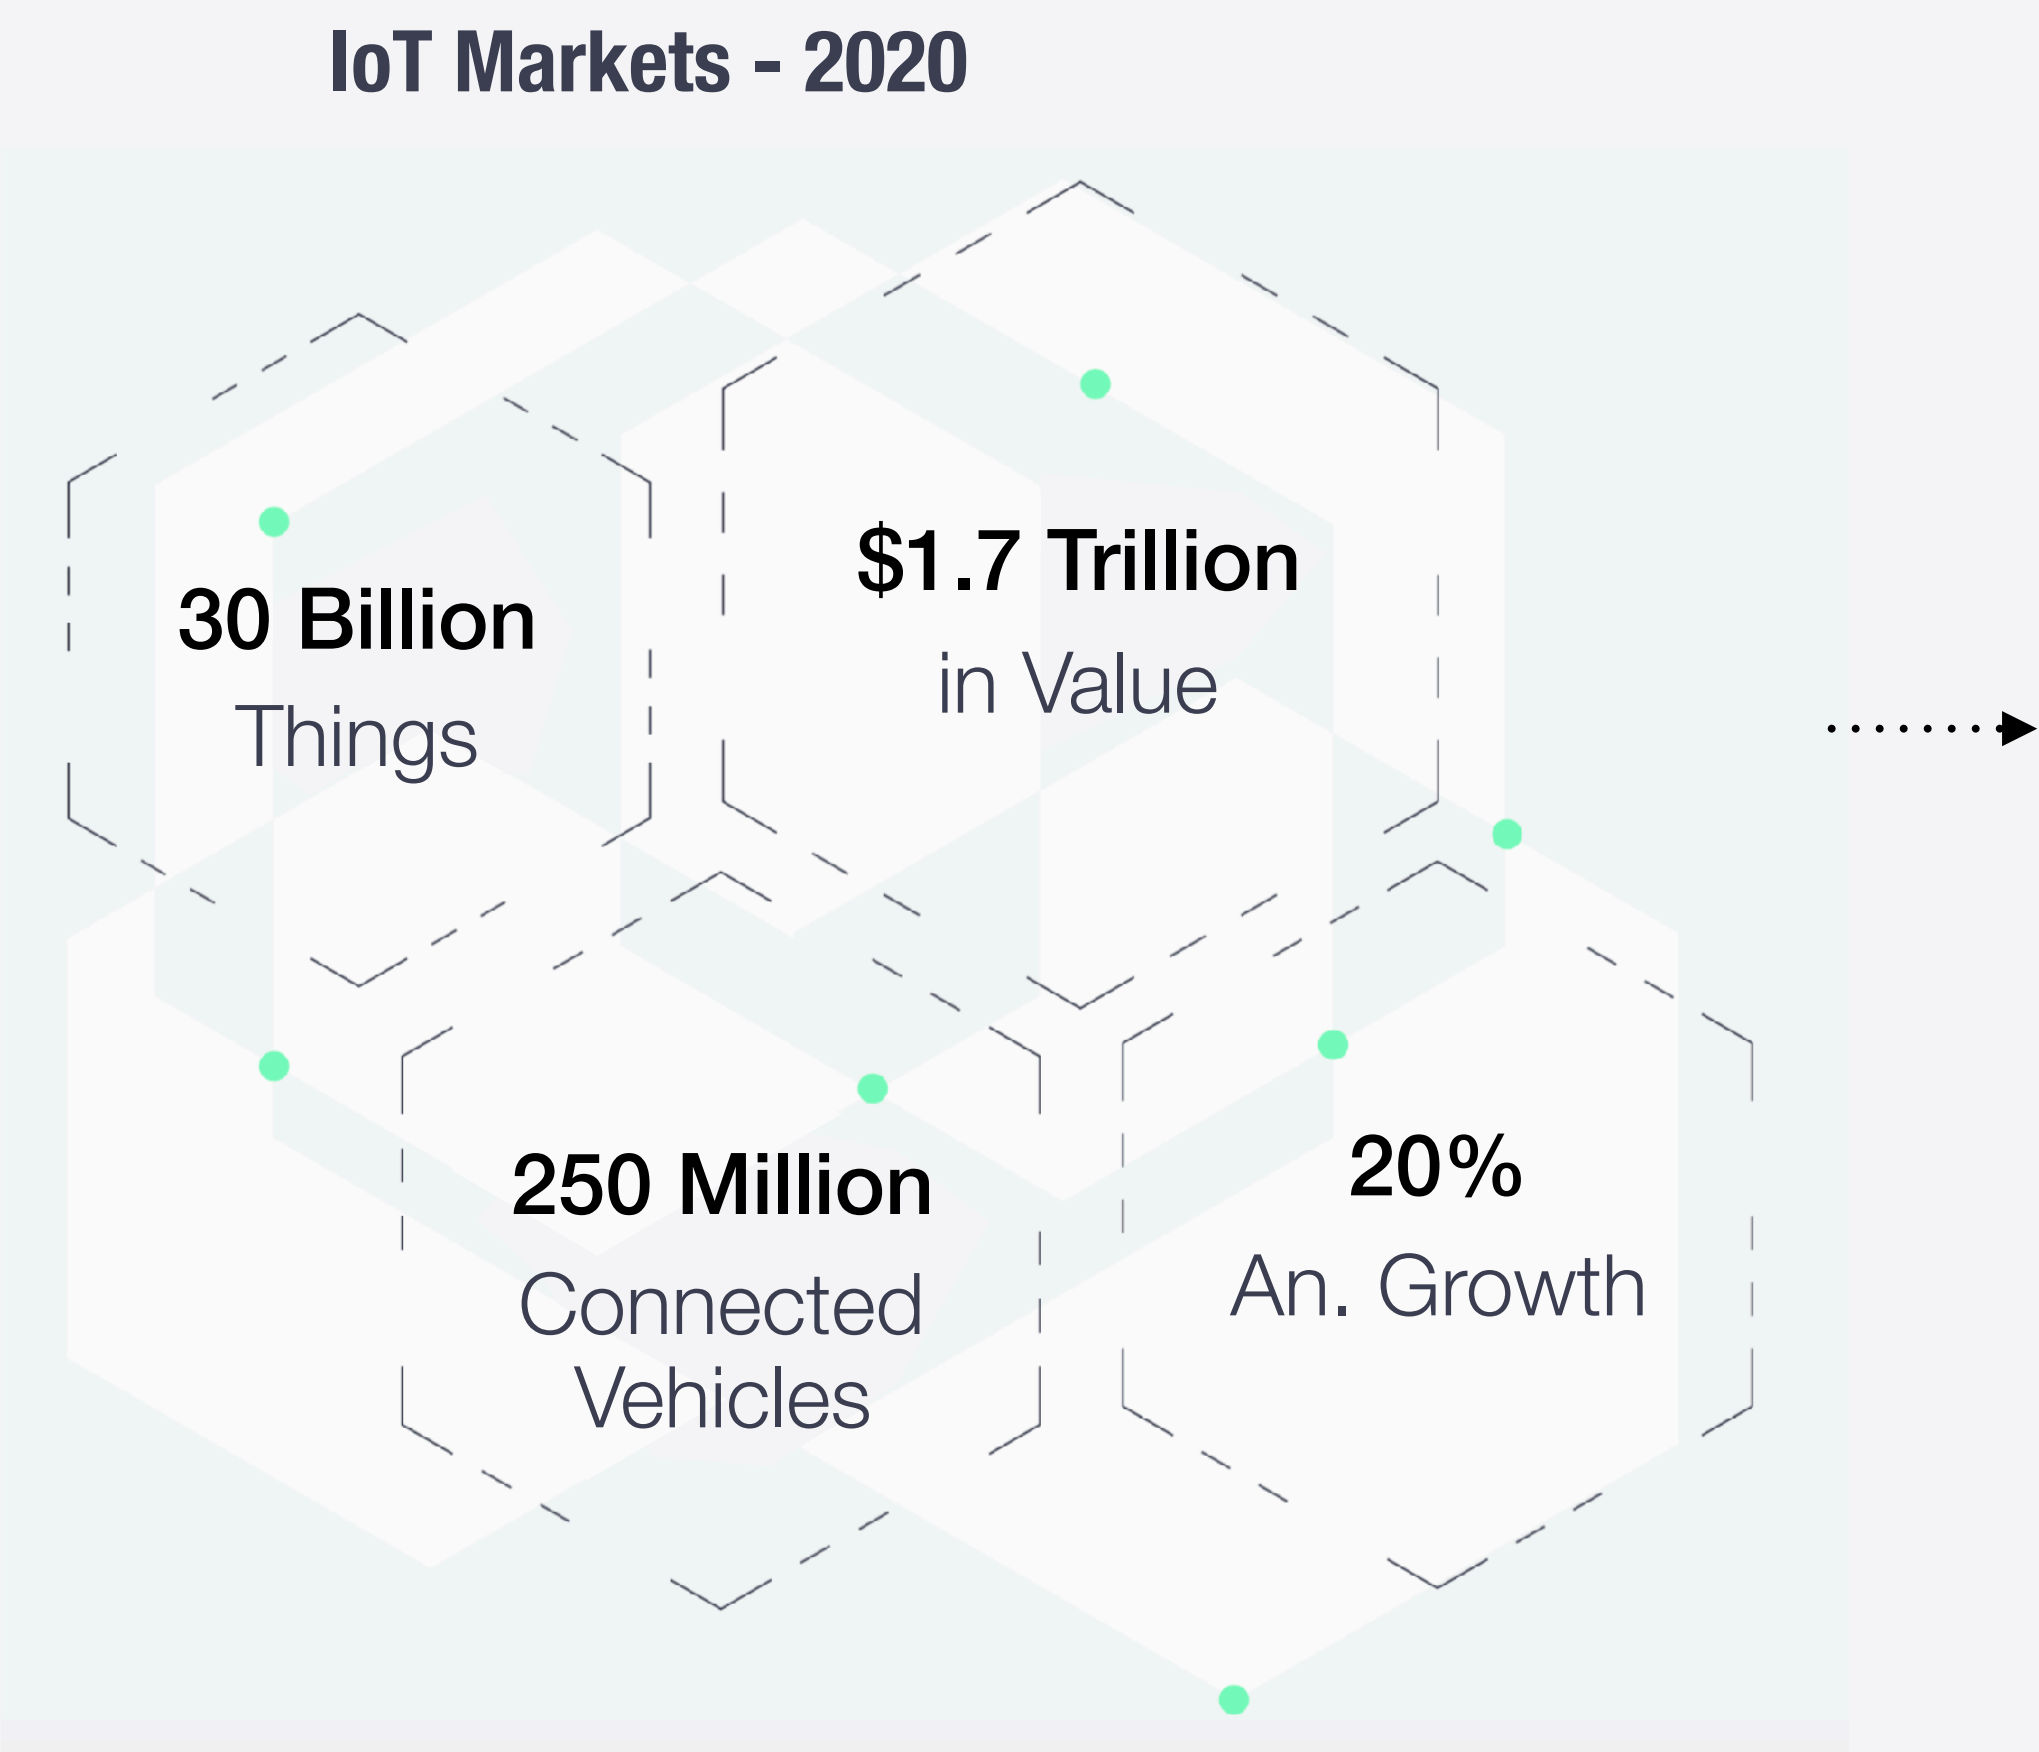 IoT Markets - 2020
30 Billion
Things
$1.7 Trillion
in Value
250 Million
Connected
Vehicles
20%
An. Growth